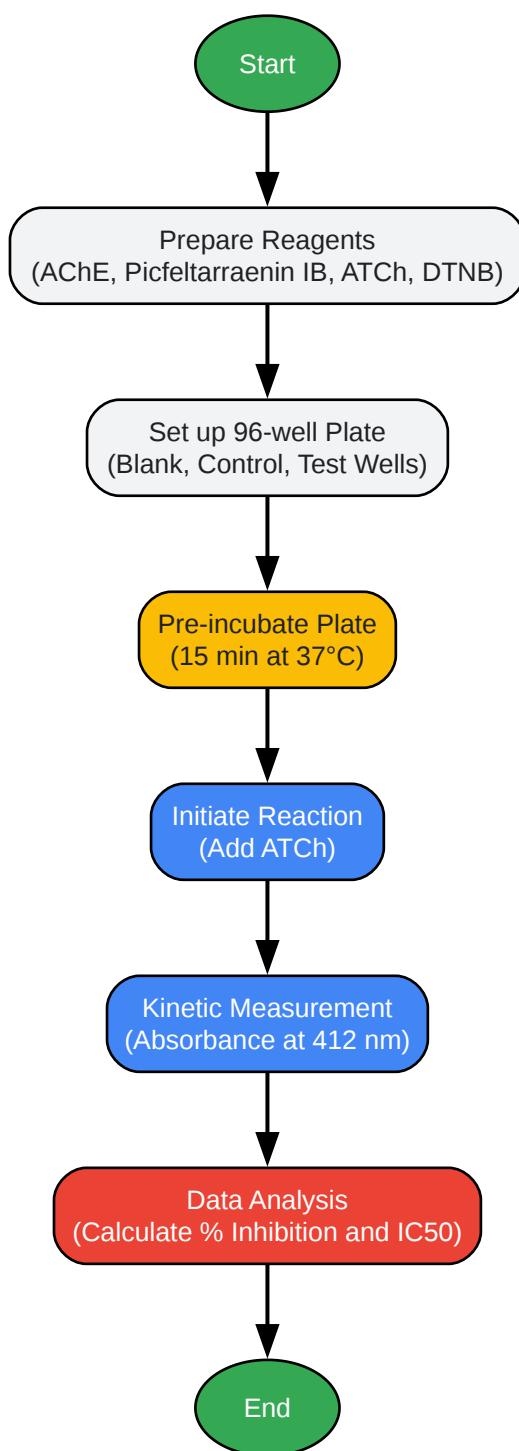 Start
Prepare Reagents
(AChE, Picfeltarraenin IB, ATCh, DTNB)
Set up 96-well Plate
(Blank, Control, Test Wells)
Pre-incubate Plate
(15 min at 37°C)
Initiate Reaction
(Add ATCh)
Kinetic Measurement
(Absorbance at 412 nm)
Data Analysis
(Calculate % Inhibition and IC50)
End